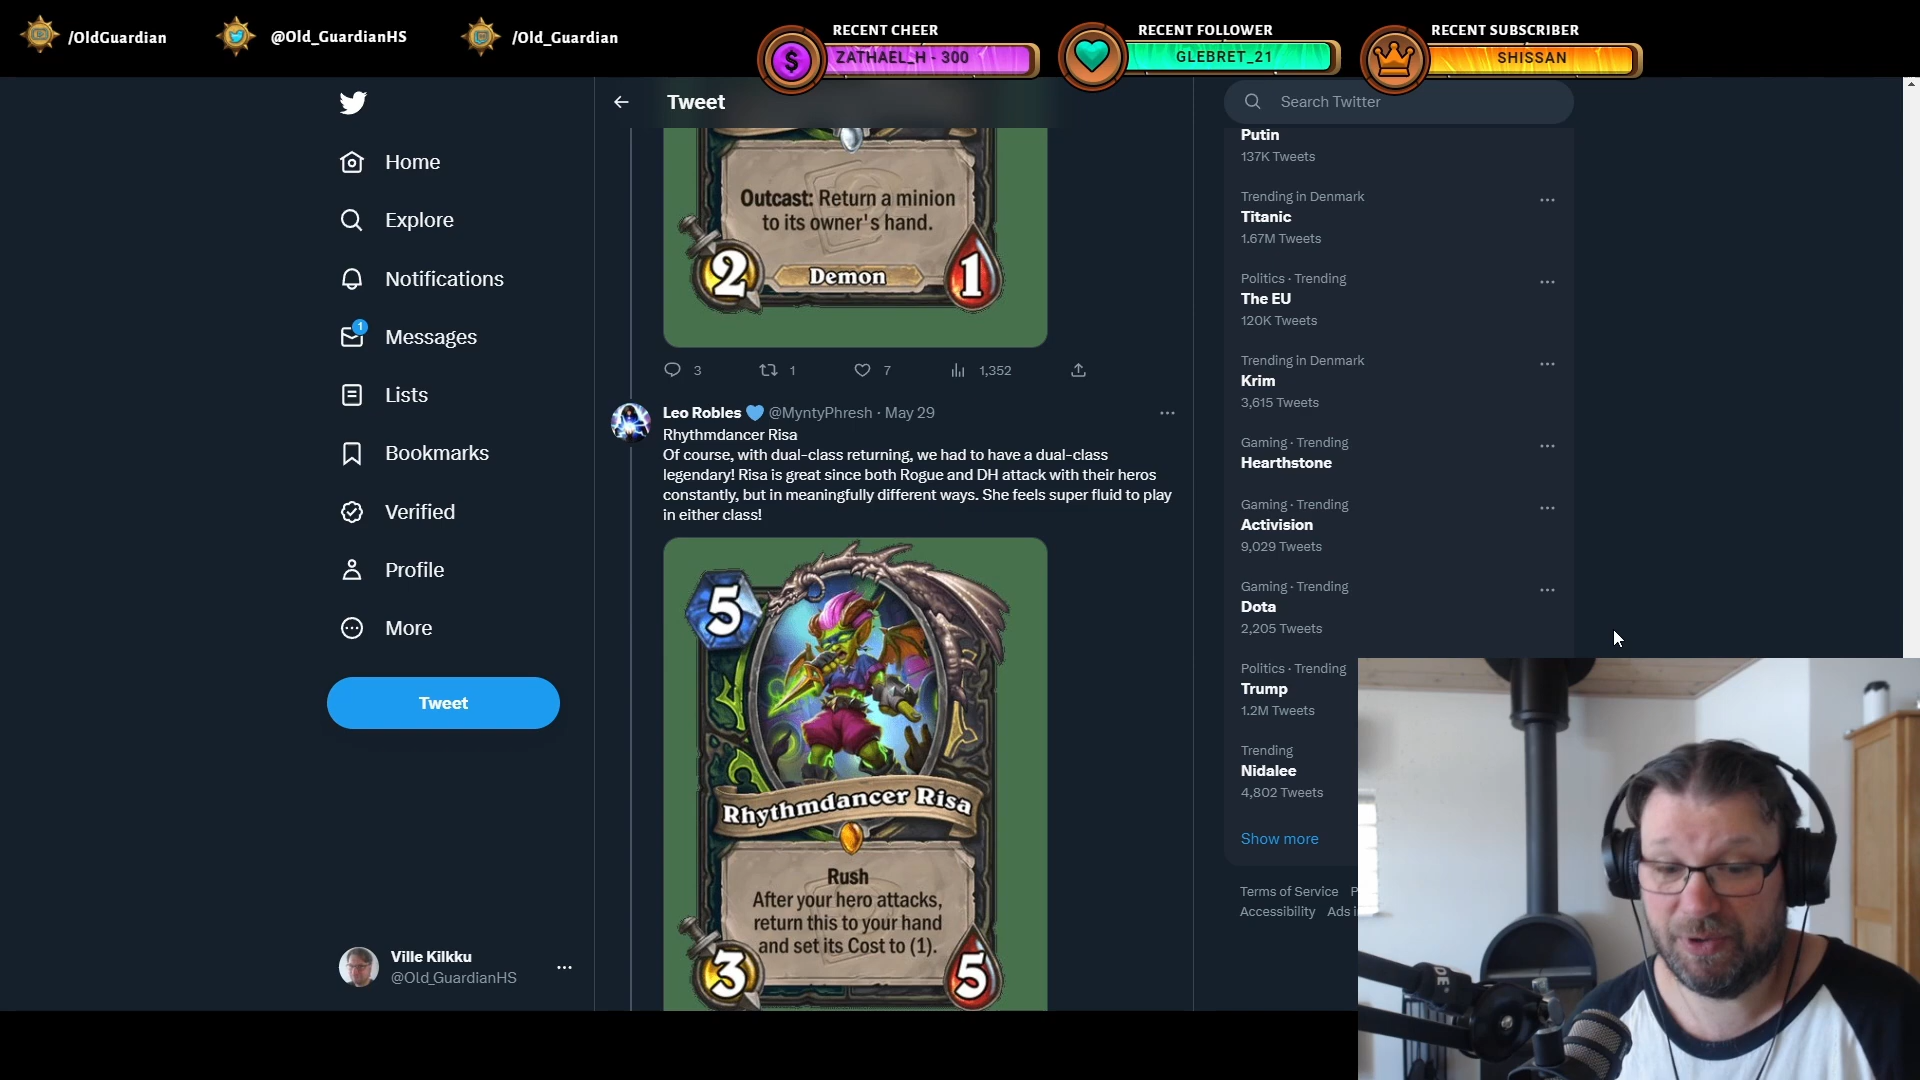 /OldGuardian
@Old_GuardianHS
/Old_Guardian
RECENT CHEER
ZATHAEL_H - 300
RECENT FOLLOWER
GLEBRET_21
RECENT SUBSCRIBER
SHISSAN
Home
Explore
Notifications
1
Messages
Lists
Bookmarks
Verified
Profile
More
Tweet
Ville Kilkku
@Old_GuardianHS
Tweet
Outcast: Return a minion
to its owner's hand.
2
Demon
1
3
1
7
1,352
Leo Robles 💙 @MyntyPhresh · May 29
Rhythmdancer Risa
Of course, with dual-class returning, we had to have a dual-class
legendary! Risa is great since both Rogue and DH attack with their heros
constantly, but in meaningfully different ways. She feels super fluid to play
in either class!
5
Rhythmdancer Risa
Rush
After your hero attacks,
return this to your hand
and set its Cost to (1).
3
5
Search Twitter
Putin
137K Tweets
Trending in Denmark
Titanic
1.67M Tweets
Politics · Trending
The EU
120K Tweets
Trending in Denmark
Krim
3,615 Tweets
Gaming · Trending
Hearthstone
Gaming · Trending
Activision
9,029 Tweets
Gaming · Trending
Dota
2,205 Tweets
Politics · Trending
Trump
1.2M Tweets
Trending
Nidalee
4,802 Tweets
Show more
Terms of Service P
Accessibility Ads i